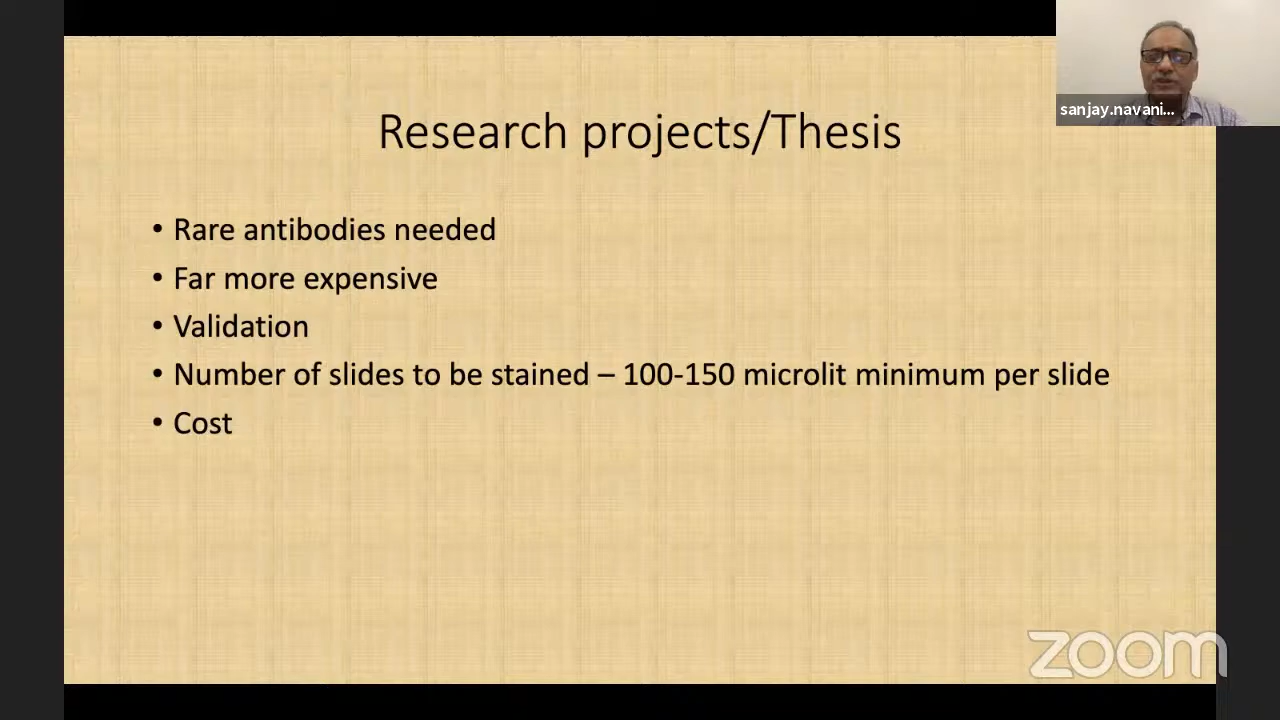 sanjay.navani...
Research projects/Thesis
• Rare antibodies needed
• Far more expensive
• Validation
• Number of slides to be stained – 100-150 microlit minimum per slide
• Cost
zoom